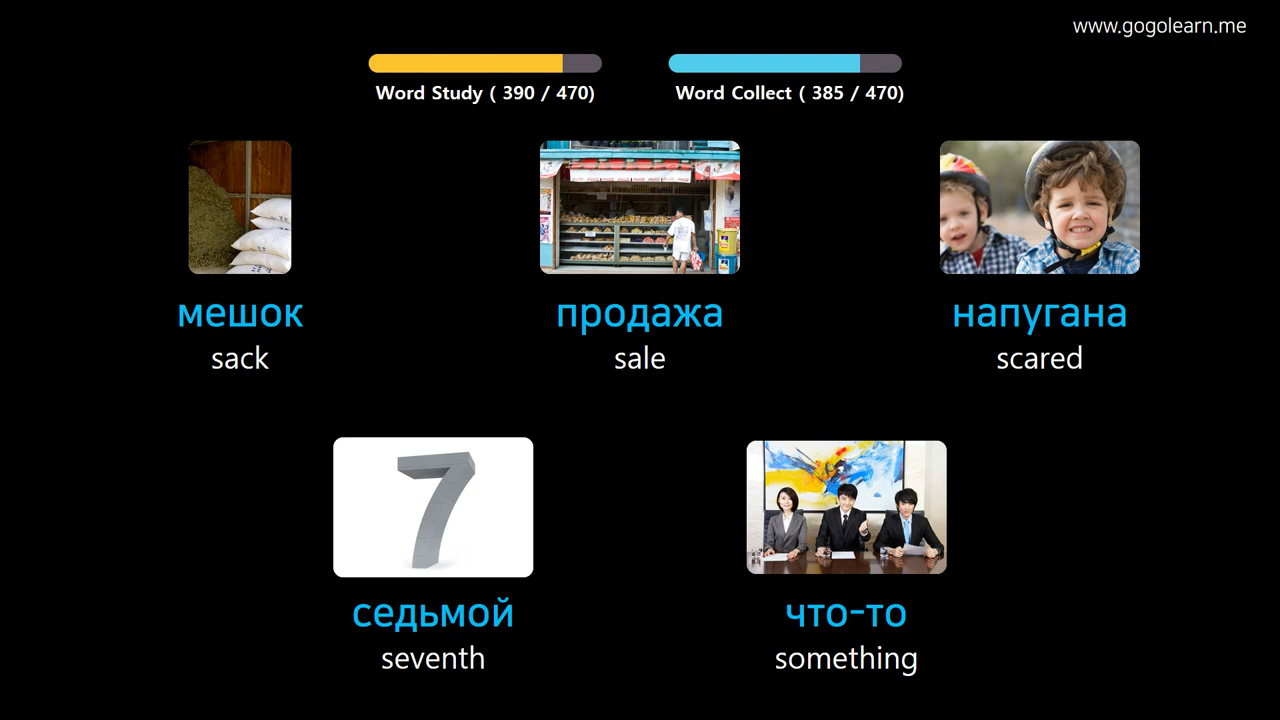 www.gogolearn.me
Word Study ( 390 / 470)
Word Collect ( 385 / 470)
мешок
sack
продажа
sale
напугана
scared
седьмой
seventh
что-то
something